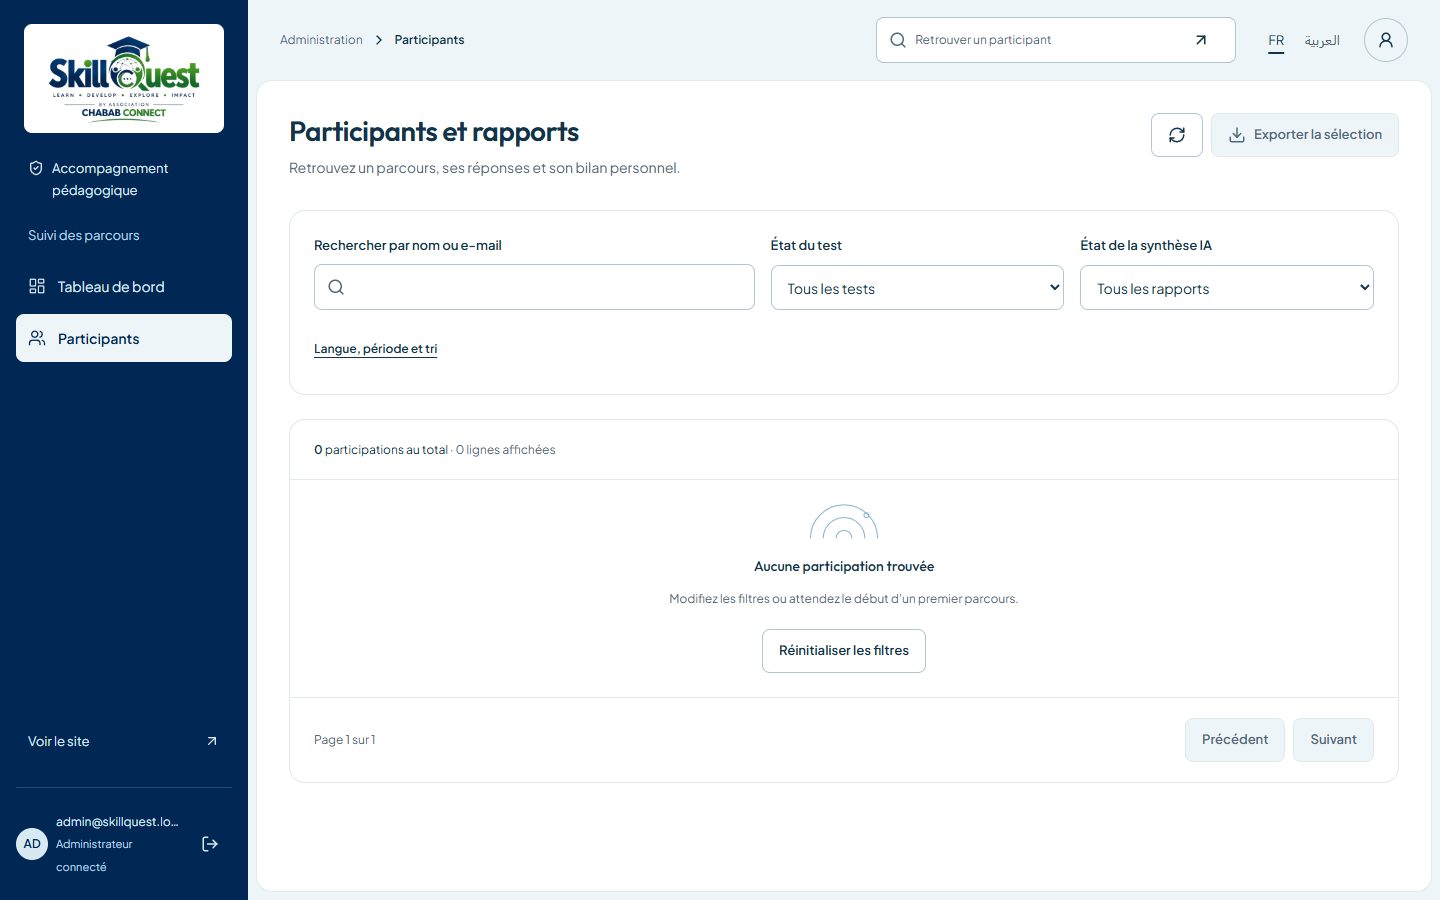 SkillQuest
LEARN • DEVELOP • EXPLORE • IMPACT
BY ASSOCIATION
CHABAB CONNECT
Accompagnement
pédagogique
Suivi des parcours
Tableau de bord
Participants
Voir le site
AD
admin@skillquest.lo…
Administrateur
connecté
Administration > Participants
Retrouver un participant
FR
العربية
Participants et rapports
Retrouvez un parcours, ses réponses et son bilan personnel.
Exporter la sélection
Rechercher par nom ou e-mail
État du test
Tous les tests
État de la synthèse IA
Tous les rapports
Langue, période et tri
0 participations au total · 0 lignes affichées
Aucune participation trouvée
Modifiez les filtres ou attendez le début d'un premier parcours.
Réinitialiser les filtres
Page 1 sur 1
Précédent
Suivant